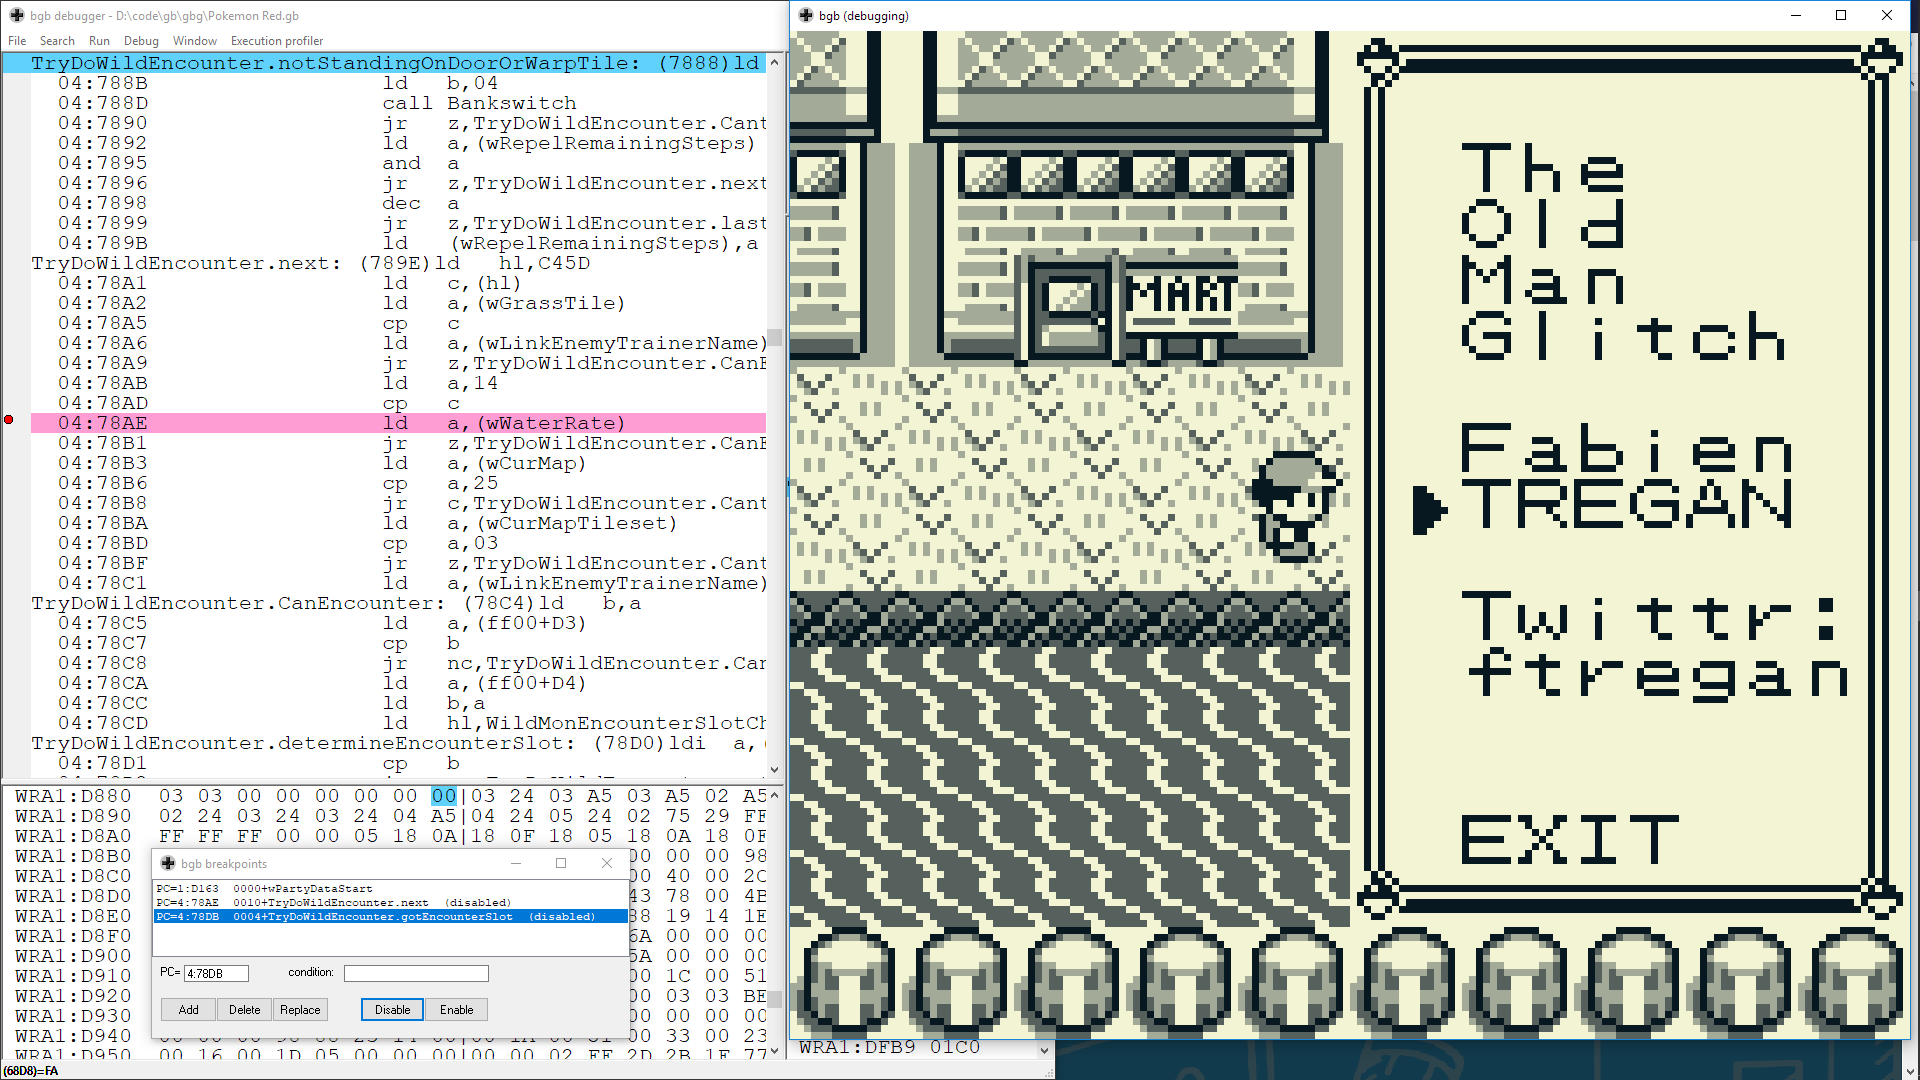 bgb debugger - D:\code\gb\gbg\Pokemon Red.gb
File Search Run Debug Window Execution profiler
TryDoWildEncounter.notStandingOnDoorOrWarpTile: (7888)ld
04:788B ld b,04
04:788D call Bankswitch
04:7890 jr z,TryDoWildEncounter.Cant
04:7892 ld a,(wRepelRemainingSteps)
04:7895 and a
04:7896 jr z,TryDoWildEncounter.next
04:7898 dec a
04:7899 jr z,TryDoWildEncounter.last
04:789B ld (wRepelRemainingSteps),a
TryDoWildEncounter.next: (789E)ld hl,C45D
04:78A1 ld c,(hl)
04:78A2 ld a,(wGrassTile)
04:78A5 cp c
04:78A6 ld a,(wLinkEnemyTrainerName)
04:78A9 jr z,TryDoWildEncounter.CanE
04:78AB ld a,14
04:78AD cp c
04:78AE ld a,(wWaterRate)
04:78B1 jr z,TryDoWildEncounter.CanE
04:78B3 ld a,(wCurMap)
04:78B6 cp a,25
04:78B8 jr c,TryDoWildEncounter.Cant
04:78BA ld a,(wCurMapTileset)
04:78BD cp a,03
04:78BF jr z,TryDoWildEncounter.Cant
04:78C1 ld a,(wLinkEnemyTrainerName)
TryDoWildEncounter.CanEncounter: (78C4)ld b,a
04:78C5 ld a,(ff00+D3)
04:78C7 cp b
04:78C8 jr nc,TryDoWildEncounter.Can
04:78CA ld a,(ff00+D4)
04:78CC ld b,a
04:78CD ld hl,WildMonEncounterSlotCh
TryDoWildEncounter.determineEncounterSlot: (78D0)ldi a,(
04:78D1 cp b
WRA1:D880 03 03 00 00 00 00 00 00|03 24 03 A5 03 A5 02 A5
WRA1:D890 02 24 03 24 03 24 04 A5|04 24 05 24 02 75 29 FF
WRA1:D8A0 FF FF FF 00 00 05 18 0A|18 0F 18 05 18 0A 18 0F
WRA1:D8B0 00 00 00 98
WRA1:D8C0 00 40 00 2C
WRA1:D8D0 43 78 00 4B
WRA1:D8E0 88 19 14 1E
WRA1:D8F0 6A 00 00 00
WRA1:D900 5A 00 00 00
WRA1:D910 00 1C 00 51
WRA1:D920 00 03 03 BE
WRA1:D930 00 00 00 00
WRA1:D940 00 33 00 23
WRA1:D950 00 16 00 1D 05 00 00 00|00 00 02 FF 2D 2B 1F 77
(68D8)=FA
bgb breakpoints
PC=1:D163 0000+wPartyDataStart
PC=4:78AE 0010+TryDoWildEncounter.next (disabled)
PC=4:78DB 0004+TryDoWildEncounter.gotEncounterSlot (disabled)
PC= 4:78DB condition:
Add Delete Replace Disable Enable
WRA1:DFB9 01C0
bgb (debugging)
MART
The
Old
Man
Glitch
Fabien
TREGAN
Twittr:
ftregan
EXIT